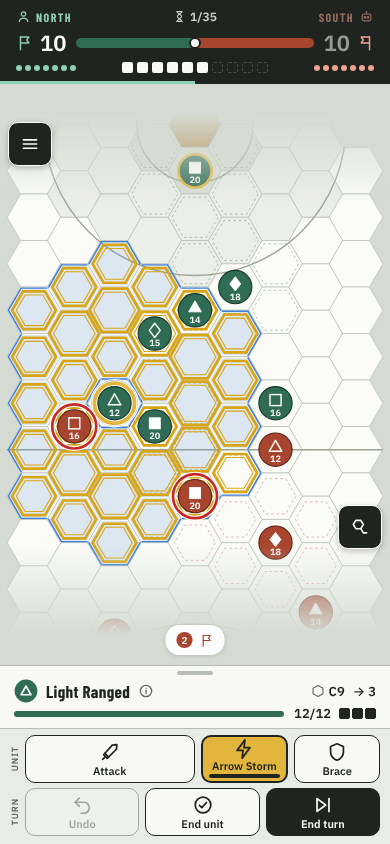 NORTH
1/35
SOUTH
10
10
20
18
14
15
12
16
16
20
12
20
18
14
2
Light Ranged
C9
3
12/12
UNIT
Attack
Arrow Storm
Brace
TURN
Undo
End unit
End turn